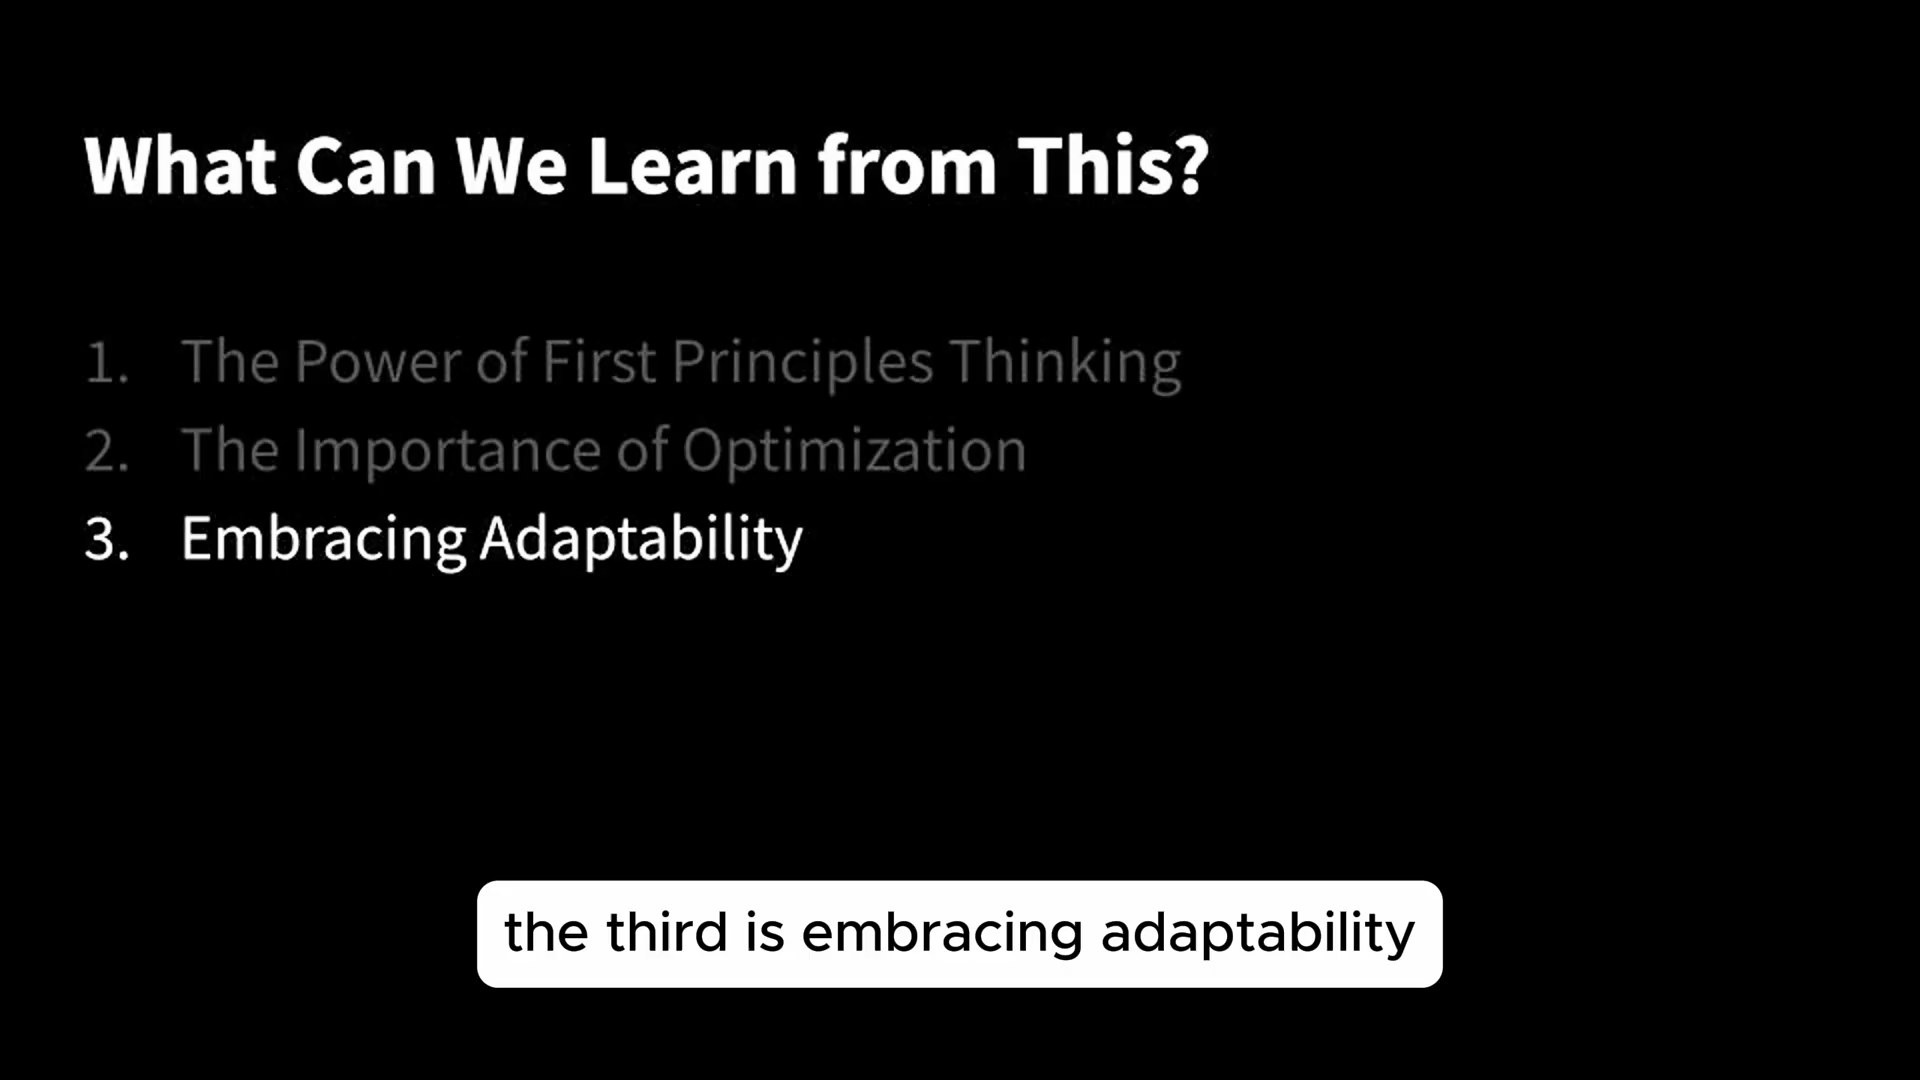 What Can We Learn from This?
1. The Power of First Principles Thinking
2. The Importance of Optimization
3. Embracing Adaptability
the third is embracing adaptability